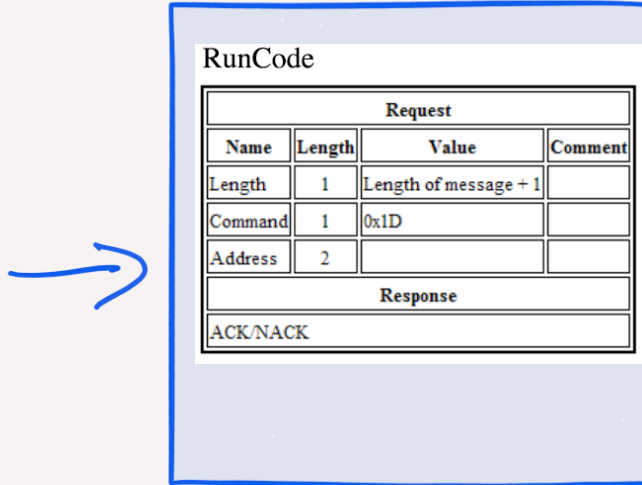 RunCode
Request
Name Length Value Comment
Length 1 Length of message + 1
Command 1 0x1D
Address 2
Response
ACK/NACK